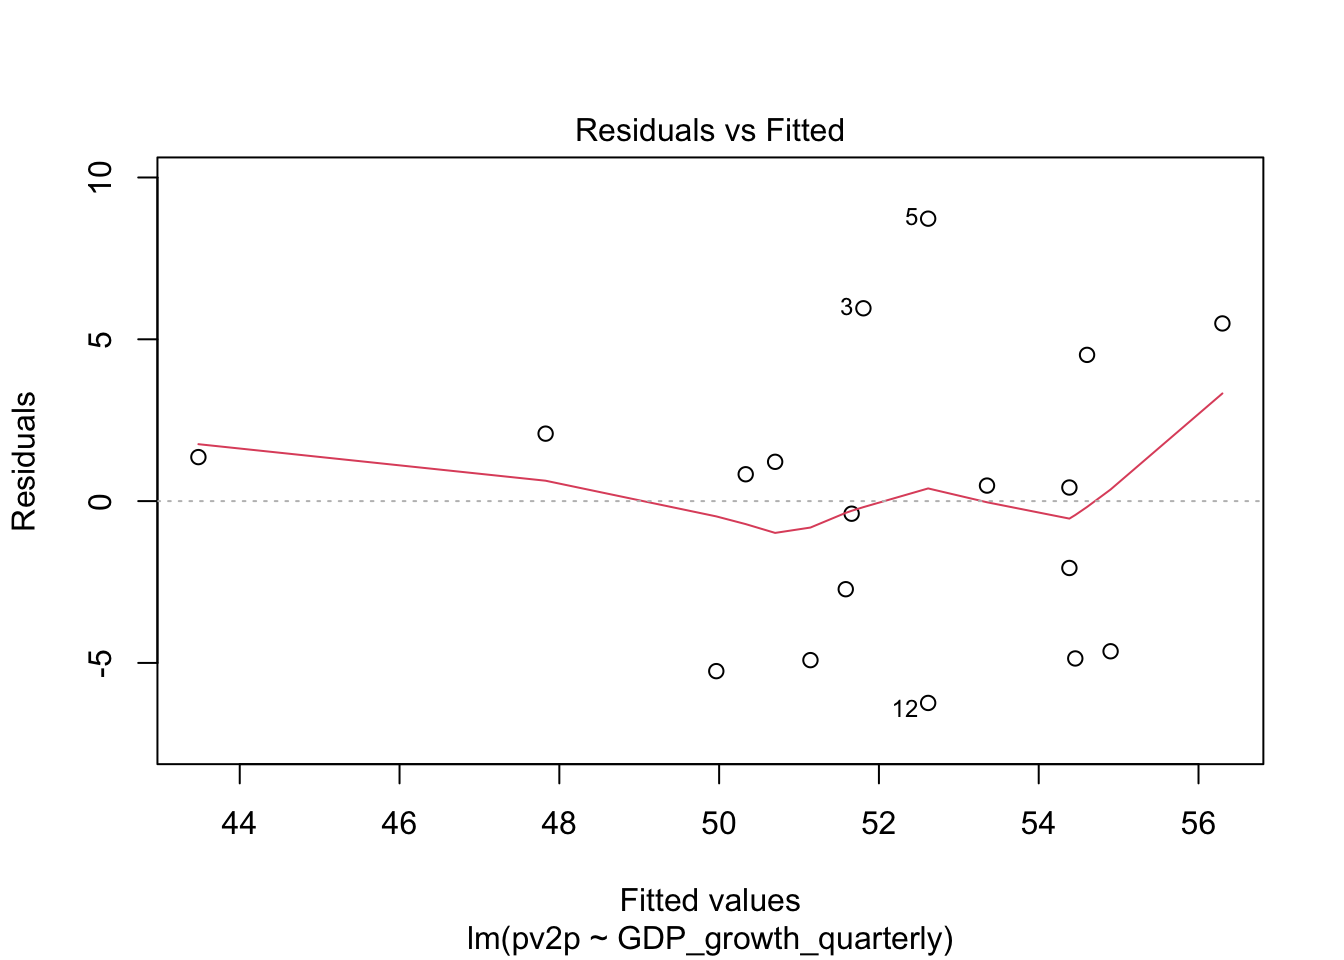 Residuals vs Fitted
10
5
0
-5
Residuals
5
3
12
44 46 48 50 52 54 56
Fitted values
lm(pv2p ~ GDP_growth_quarterly)